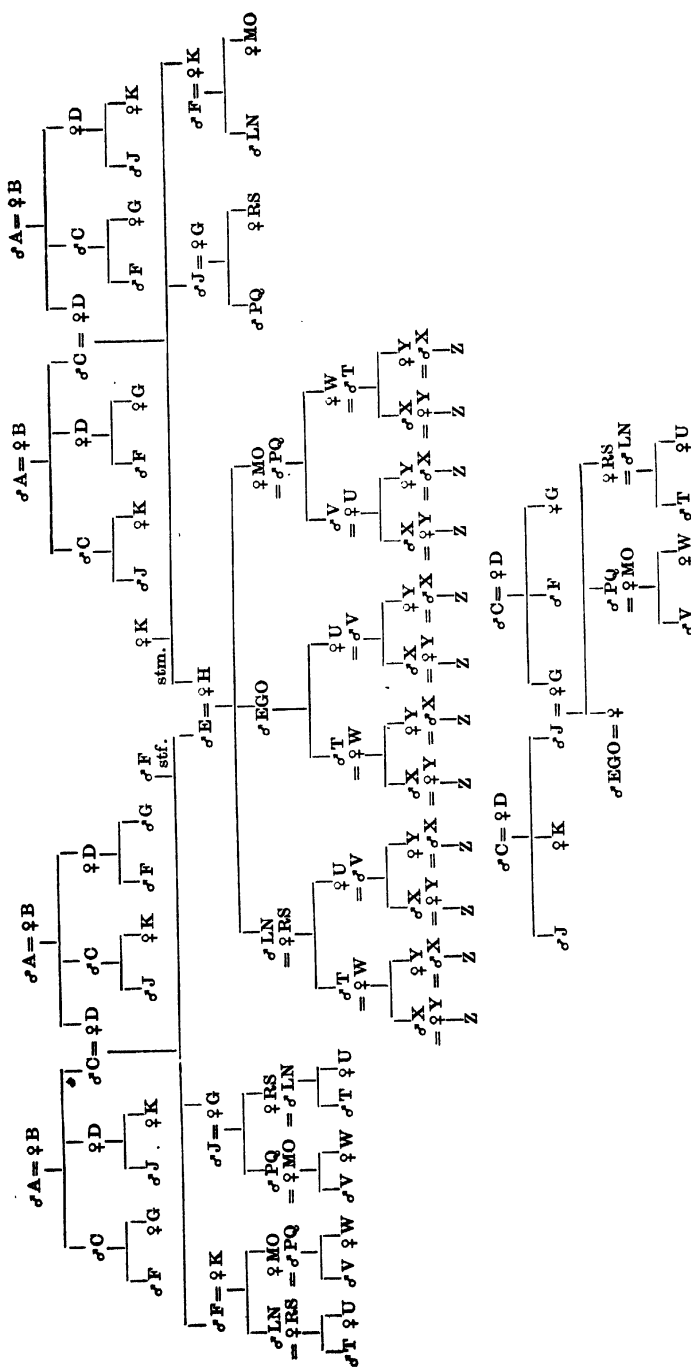 ♂A=♀B ♂A=♀B ♂A=♀B ♂A=♀B
♂C ♀D ♂C=♀D ♂C ♀D ♂C ♀D ♂C=♀D ♂C ♀D
♂F ♀G ♂J ♀K ♂J ♀K ♂F ♂G ♂F ♀K ♂J ♀K ♂F ♀G ♂F ♀G ♂J ♀K
stf. stm.
♂F=♀K ♂J=♀G ♂E=♀H ♂J=♀G ♂F=♀K
♂LN ♀MO ♂PQ ♀RS ♂LN ♂EGO ♀MO ♂PQ ♀RS ♂LN ♀MO
=♀RS =♂PQ =♀MO =♂LN =♀RS =♂PQ
♂T ♀U ♂V ♀W ♂V ♀W ♂T ♀U ♂T ♀U ♂T ♀U ♂V ♀W
=♀W =♂V =♀W =♂V =♀U =♂T
♂X ♀Y ♂X ♀Y ♂X ♀Y ♂X ♀Y ♂X ♀Y ♂X ♀Y
=♀Y =♂X =♀Y =♂X =♀Y =♂X =♀Y =♂X =♀Y =♂X =♀Y =♂X
Z Z Z Z Z Z Z Z Z Z Z Z
♂C=♀D ♂C=♀D
♂J ♀K ♂J=♀G ♂F ♀G
♂EGO=♀ ♂PQ ♀RS
=♀MO =♂LN
♂V ♀W ♂T ♀U